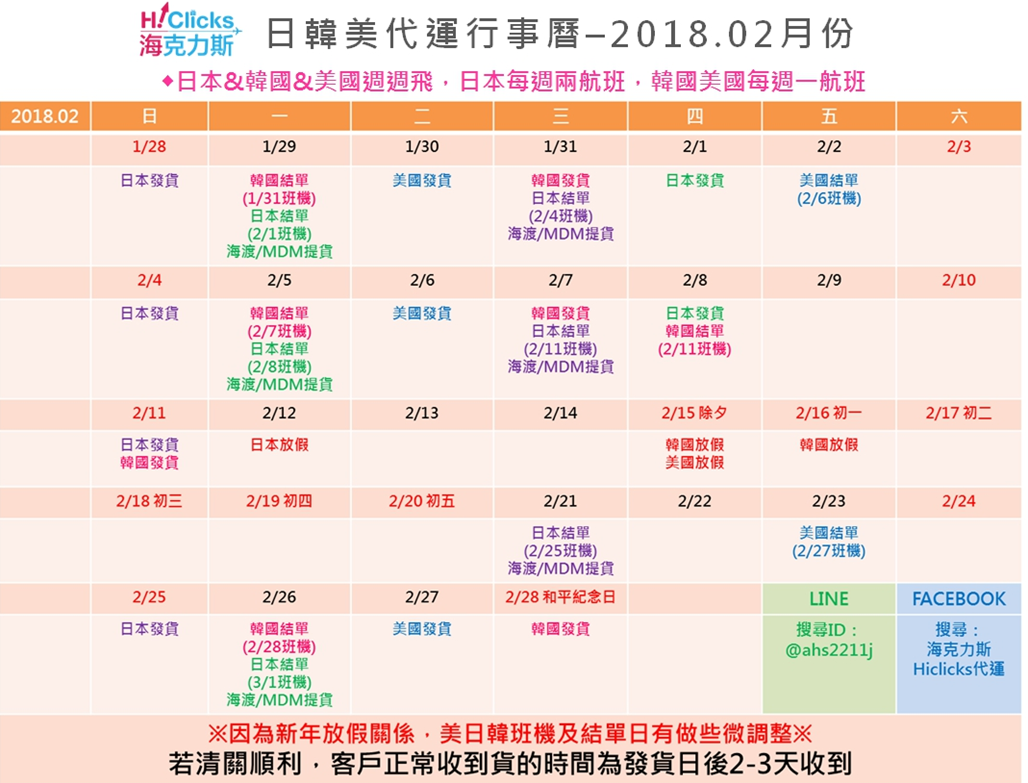 H!Clicks
海克力斯
日韓美代運行事曆–2018.02月份
◆日本&韓國&美國週週飛，日本每週兩航班，韓國美國每週一航班
2018.02 日 一 二 三 四 五 六
1/28 1/29 1/30 1/31 2/1 2/2 2/3
日本發貨
韓國結單
(1/31班機)
日本結單
(2/1班機)
海渡/MDM提貨
美國發貨
韓國發貨
日本結單
(2/4班機)
海渡/MDM提貨
日本發貨
美國結單
(2/6班機)
2/4 2/5 2/6 2/7 2/8 2/9 2/10
日本發貨
韓國結單
(2/7班機)
日本結單
(2/8班機)
海渡/MDM提貨
美國發貨
韓國發貨
日本結單
(2/11班機)
海渡/MDM提貨
日本發貨
韓國結單
(2/11班機)
2/11 2/12 2/13 2/14 2/15 除夕 2/16 初一 2/17 初二
日本發貨
韓國發貨
日本放假
韓國放假
美國放假
韓國放假
2/18 初三 2/19 初四 2/20 初五 2/21 2/22 2/23 2/24
日本結單
(2/25班機)
海渡/MDM提貨
美國結單
(2/27班機)
2/25 2/26 2/27 2/28 和平紀念日 LINE FACEBOOK
日本發貨
韓國結單
(2/28班機)
日本結單
(3/1班機)
海渡/MDM提貨
美國發貨
韓國發貨
搜尋ID：
@ahs2211j
搜尋：
海克力斯
Hiclicks代運
※因為新年放假關係，美日韓班機及結單日有做些微調整※
若清關順利，客戶正常收到貨的時間為發貨日後2-3天收到